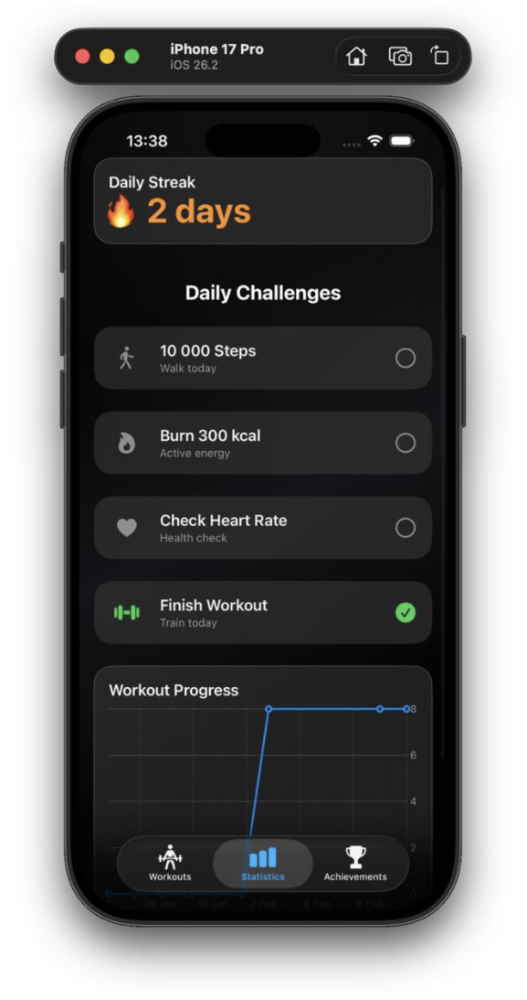 iPhone 17 Pro
iOS 26.2
13:38
Daily Streak
🔥 2 days
Daily Challenges
10 000 Steps
Walk today
Burn 300 kcal
Active energy
Check Heart Rate
Health check
Finish Workout
Train today
Workout Progress
8
6
4
2
0
29 Jan 31 Jan 2 Feb 4 Feb 6 Feb
Workouts Statistics Achievements